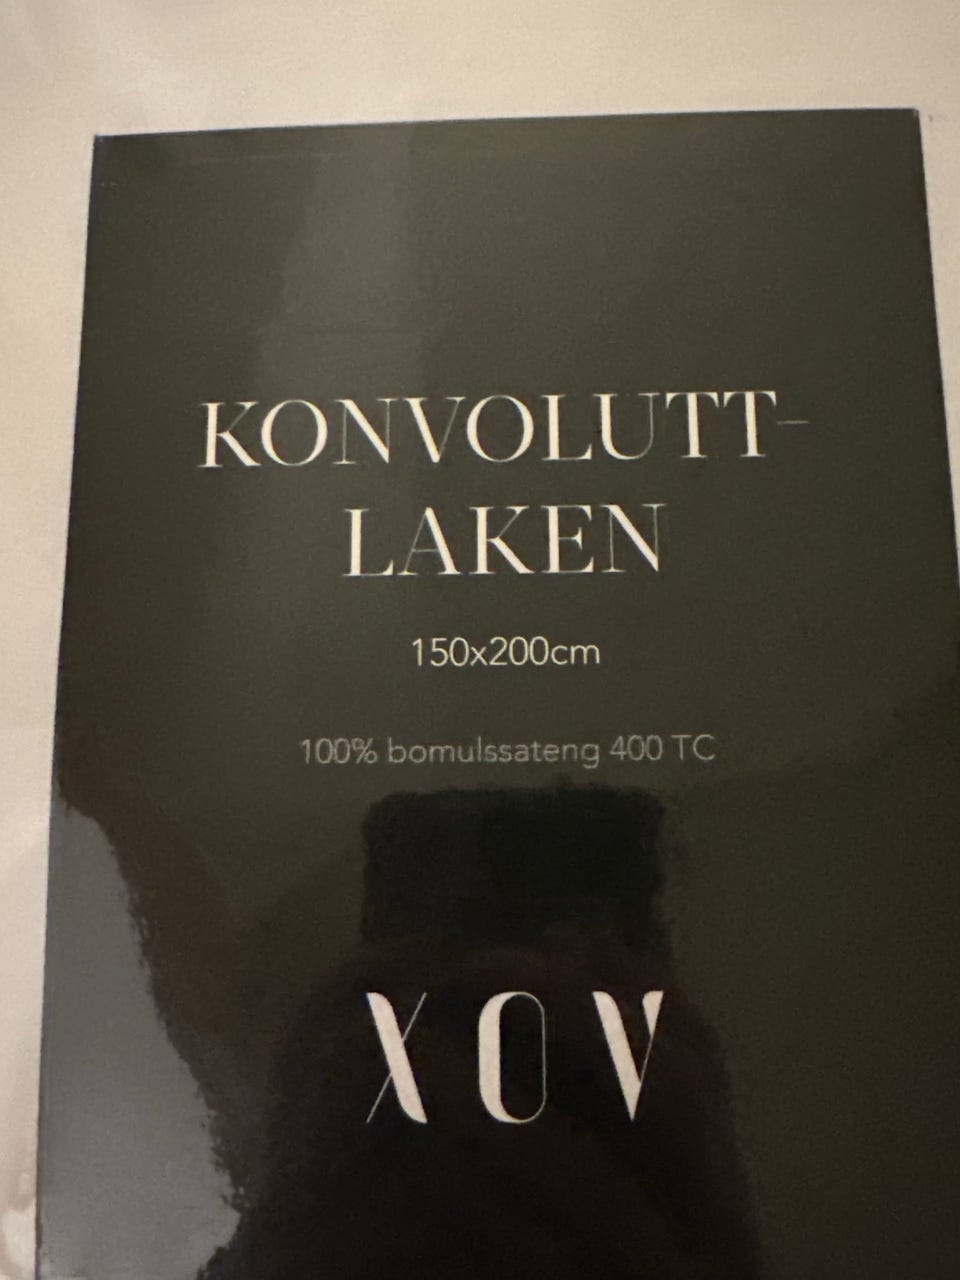 KONVOLUTT-
LAKEN
150x200cm
100% bomulssateng 400 TC
XOV